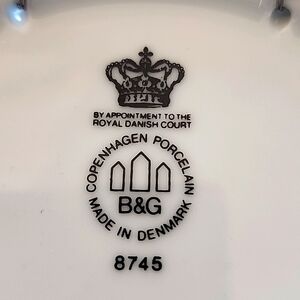 BY APPOINTMENT TO THE
ROYAL DANISH COURT
COPENHAGEN PORCELAIN
B&G
MADE IN DENMARK
8745